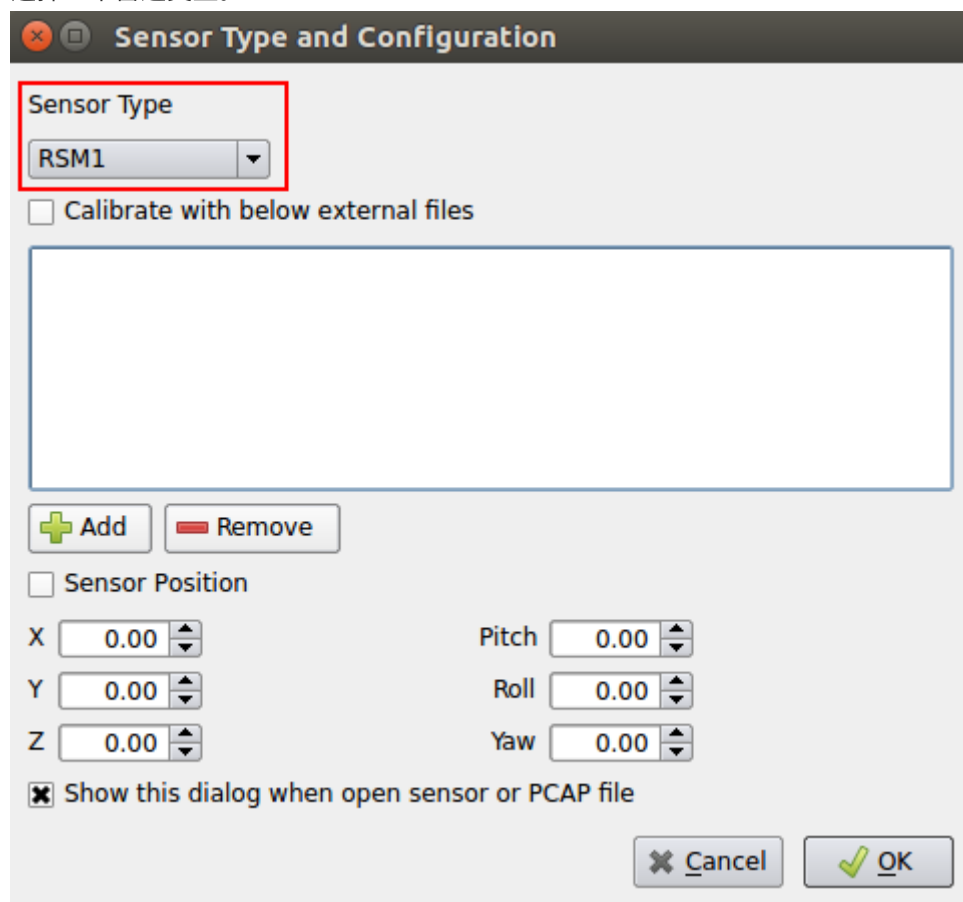 Sensor Type and Configuration
Sensor Type
RSM1
Calibrate with below external files
Add Remove
Sensor Position
X 0.00 Pitch 0.00
Y 0.00 Roll 0.00
Z 0.00 Yaw 0.00
Show this dialog when open sensor or PCAP file
Cancel OK